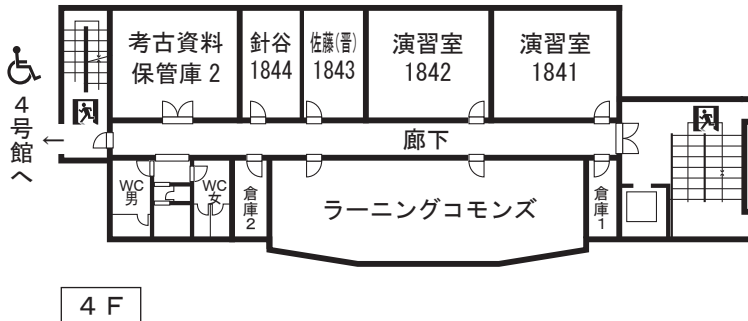 考古資料
保管庫 2
針谷
1844
佐藤(晋)
1843
演習室
1842
演習室
1841
4号館へ
←
廊下
WC
男
WC
女
倉庫2
ラーニングコモンズ
倉庫1
4 F